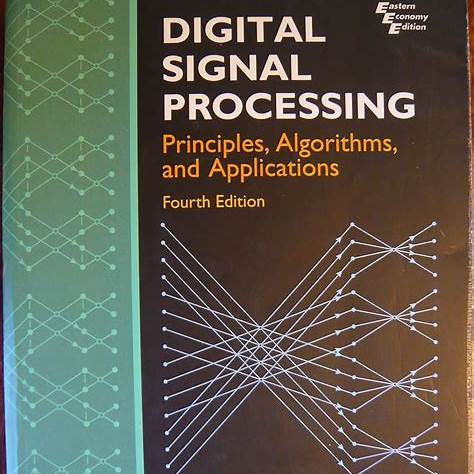 Eastern
Economy
Edition
DIGITAL
SIGNAL
PROCESSING
Principles, Algorithms,
and Applications
Fourth Edition